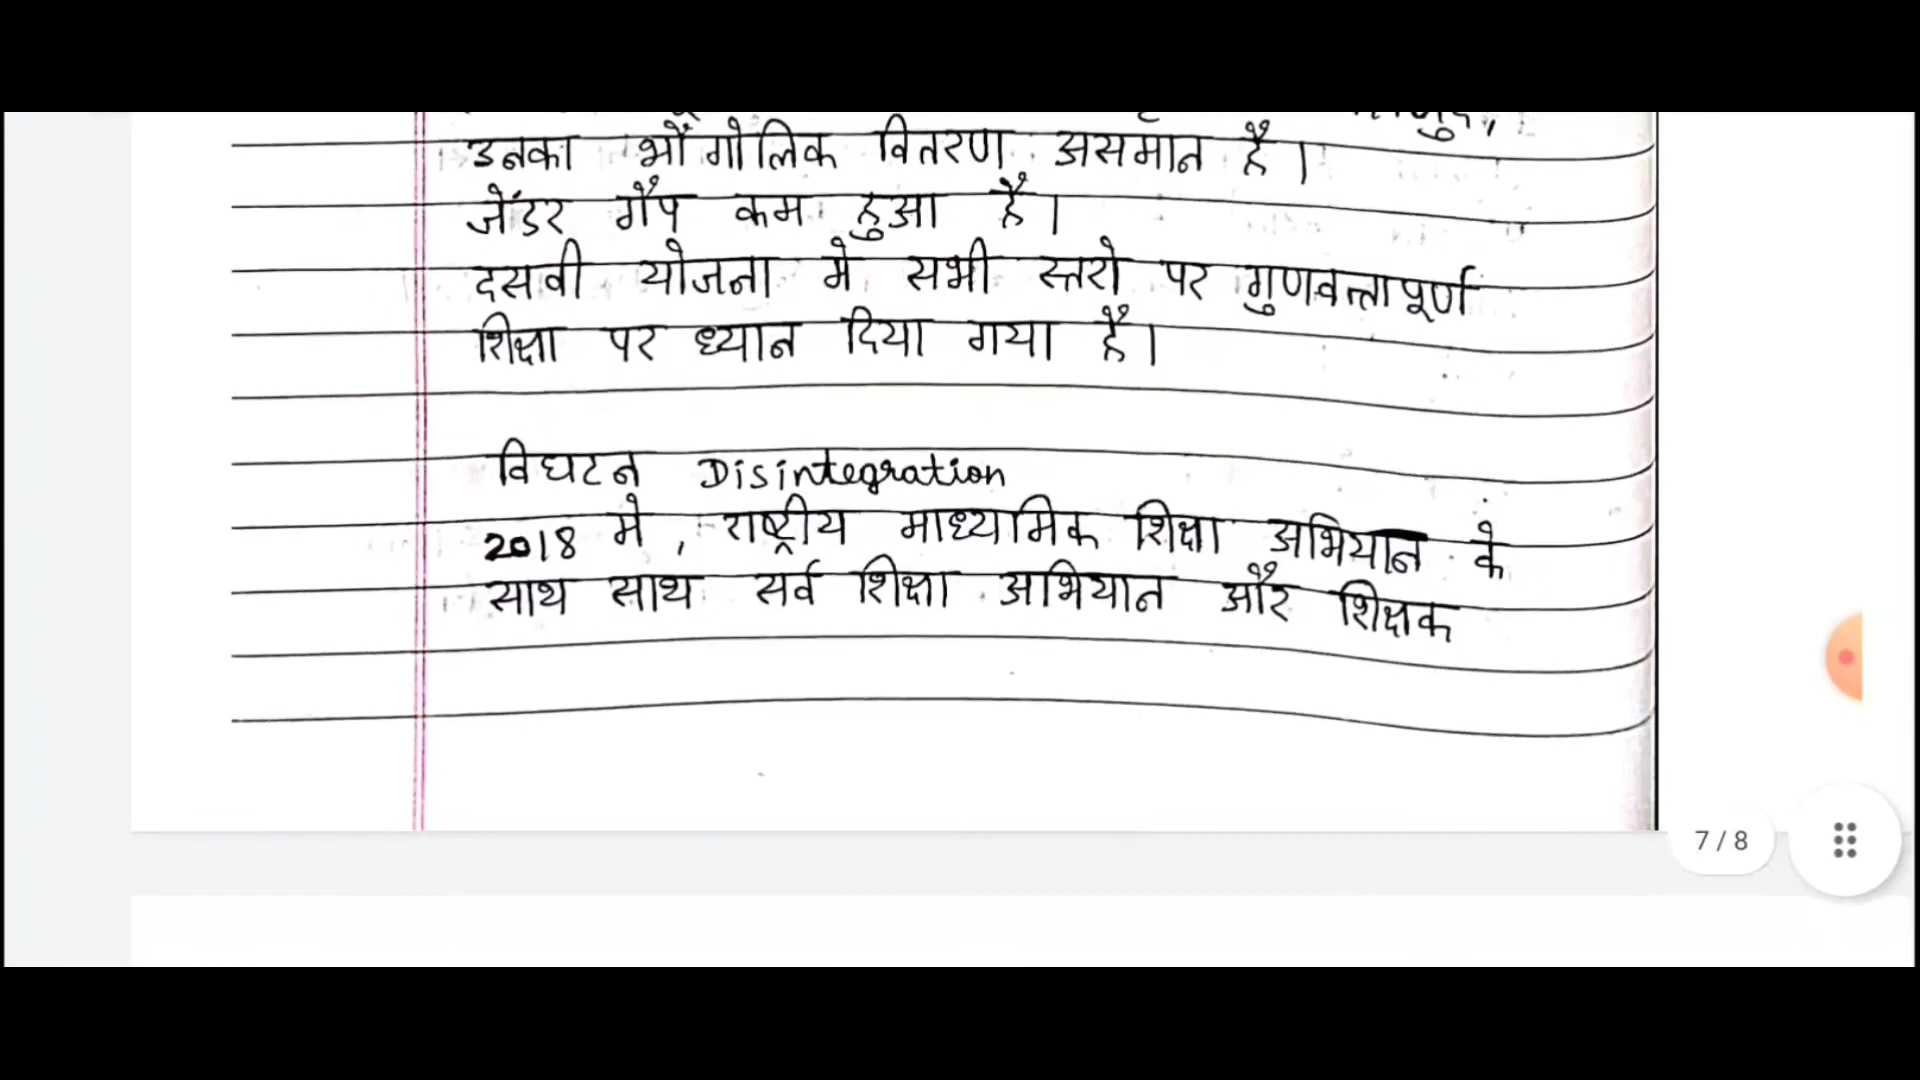 उनका भौगोलिक वितरण असमान है।
जेंडर गैप कम हुआ है।
दसवी योजना मे सभी स्तरो पर गुणवत्तापूर्ण
शिक्षा पर ध्यान दिया गया है।
विघटन Disintegration
2018 मे, राष्ट्रीय माध्यमिक शिक्षा अभियान के
साथ साथ सर्व शिक्षा अभियान और शिक्षक
7 / 8